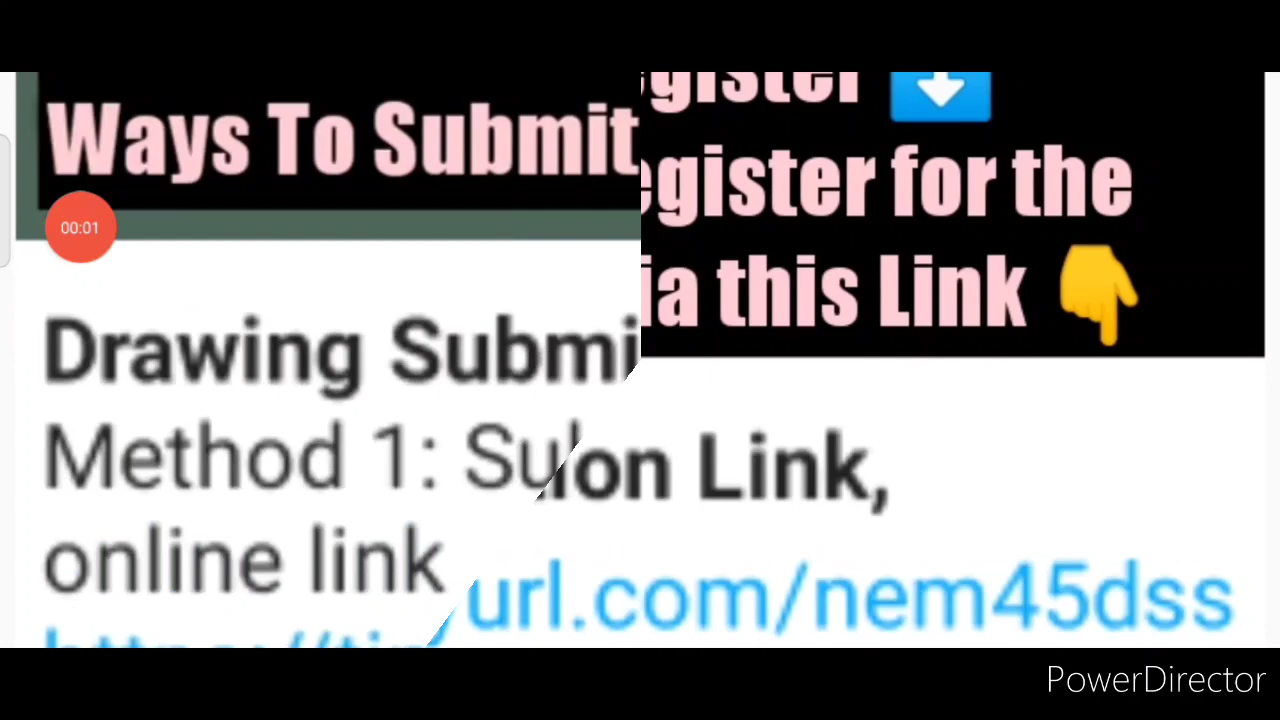 Ways To Submit
00:01
Drawing Submi
Method 1: Su
online link
egister ⬇
egister for the
ia this Link 👇
ion Link,
url.com/nem45dss
PowerDirector